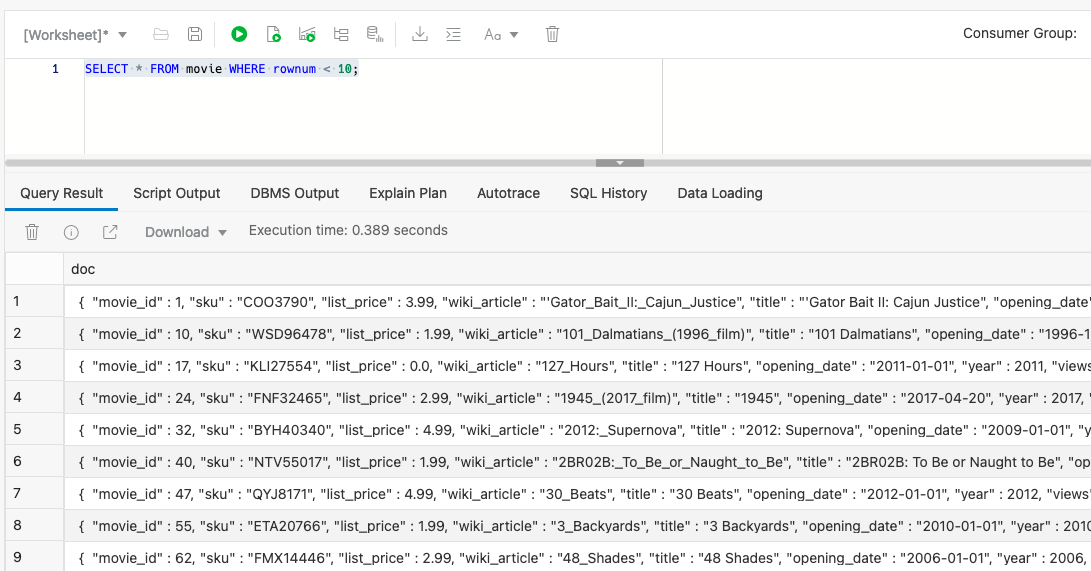 [Worksheet]* Aa Consumer Group:
1 SELECT * FROM movie WHERE rownum < 10;
Query Result Script Output DBMS Output Explain Plan Autotrace SQL History Data Loading
Download Execution time: 0.389 seconds
doc
1 { "movie_id" : 1, "sku" : "COO3790", "list_price" : 3.99, "wiki_article" : "'Gator_Bait_II:_Cajun_Justice", "title" : "'Gator Bait II: Cajun Justice", "opening_date"
2 { "movie_id" : 10, "sku" : "WSD96478", "list_price" : 1.99, "wiki_article" : "101_Dalmatians_(1996_film)", "title" : "101 Dalmatians", "opening_date" : "1996-1
3 { "movie_id" : 17, "sku" : "KLI27554", "list_price" : 0.0, "wiki_article" : "127_Hours", "title" : "127 Hours", "opening_date" : "2011-01-01", "year" : 2011, "views
4 { "movie_id" : 24, "sku" : "FNF32465", "list_price" : 2.99, "wiki_article" : "1945_(2017_film)", "title" : "1945", "opening_date" : "2017-04-20", "year" : 2017, "
5 { "movie_id" : 32, "sku" : "BYH40340", "list_price" : 4.99, "wiki_article" : "2012:_Supernova", "title" : "2012: Supernova", "opening_date" : "2009-01-01", "y
6 { "movie_id" : 40, "sku" : "NTV55017", "list_price" : 1.99, "wiki_article" : "2BR02B:_To_Be_or_Naught_to_Be", "title" : "2BR02B: To Be or Naught to Be", "op
7 { "movie_id" : 47, "sku" : "QYJ8171", "list_price" : 4.99, "wiki_article" : "30_Beats", "title" : "30 Beats", "opening_date" : "2012-01-01", "year" : 2012, "views"
8 { "movie_id" : 55, "sku" : "ETA20766", "list_price" : 1.99, "wiki_article" : "3_Backyards", "title" : "3 Backyards", "opening_date" : "2010-01-01", "year" : 2010
9 { "movie_id" : 62, "sku" : "FMX14446", "list_price" : 2.99, "wiki_article" : "48_Shades", "title" : "48 Shades", "opening_date" : "2006-01-01", "year" : 2006,